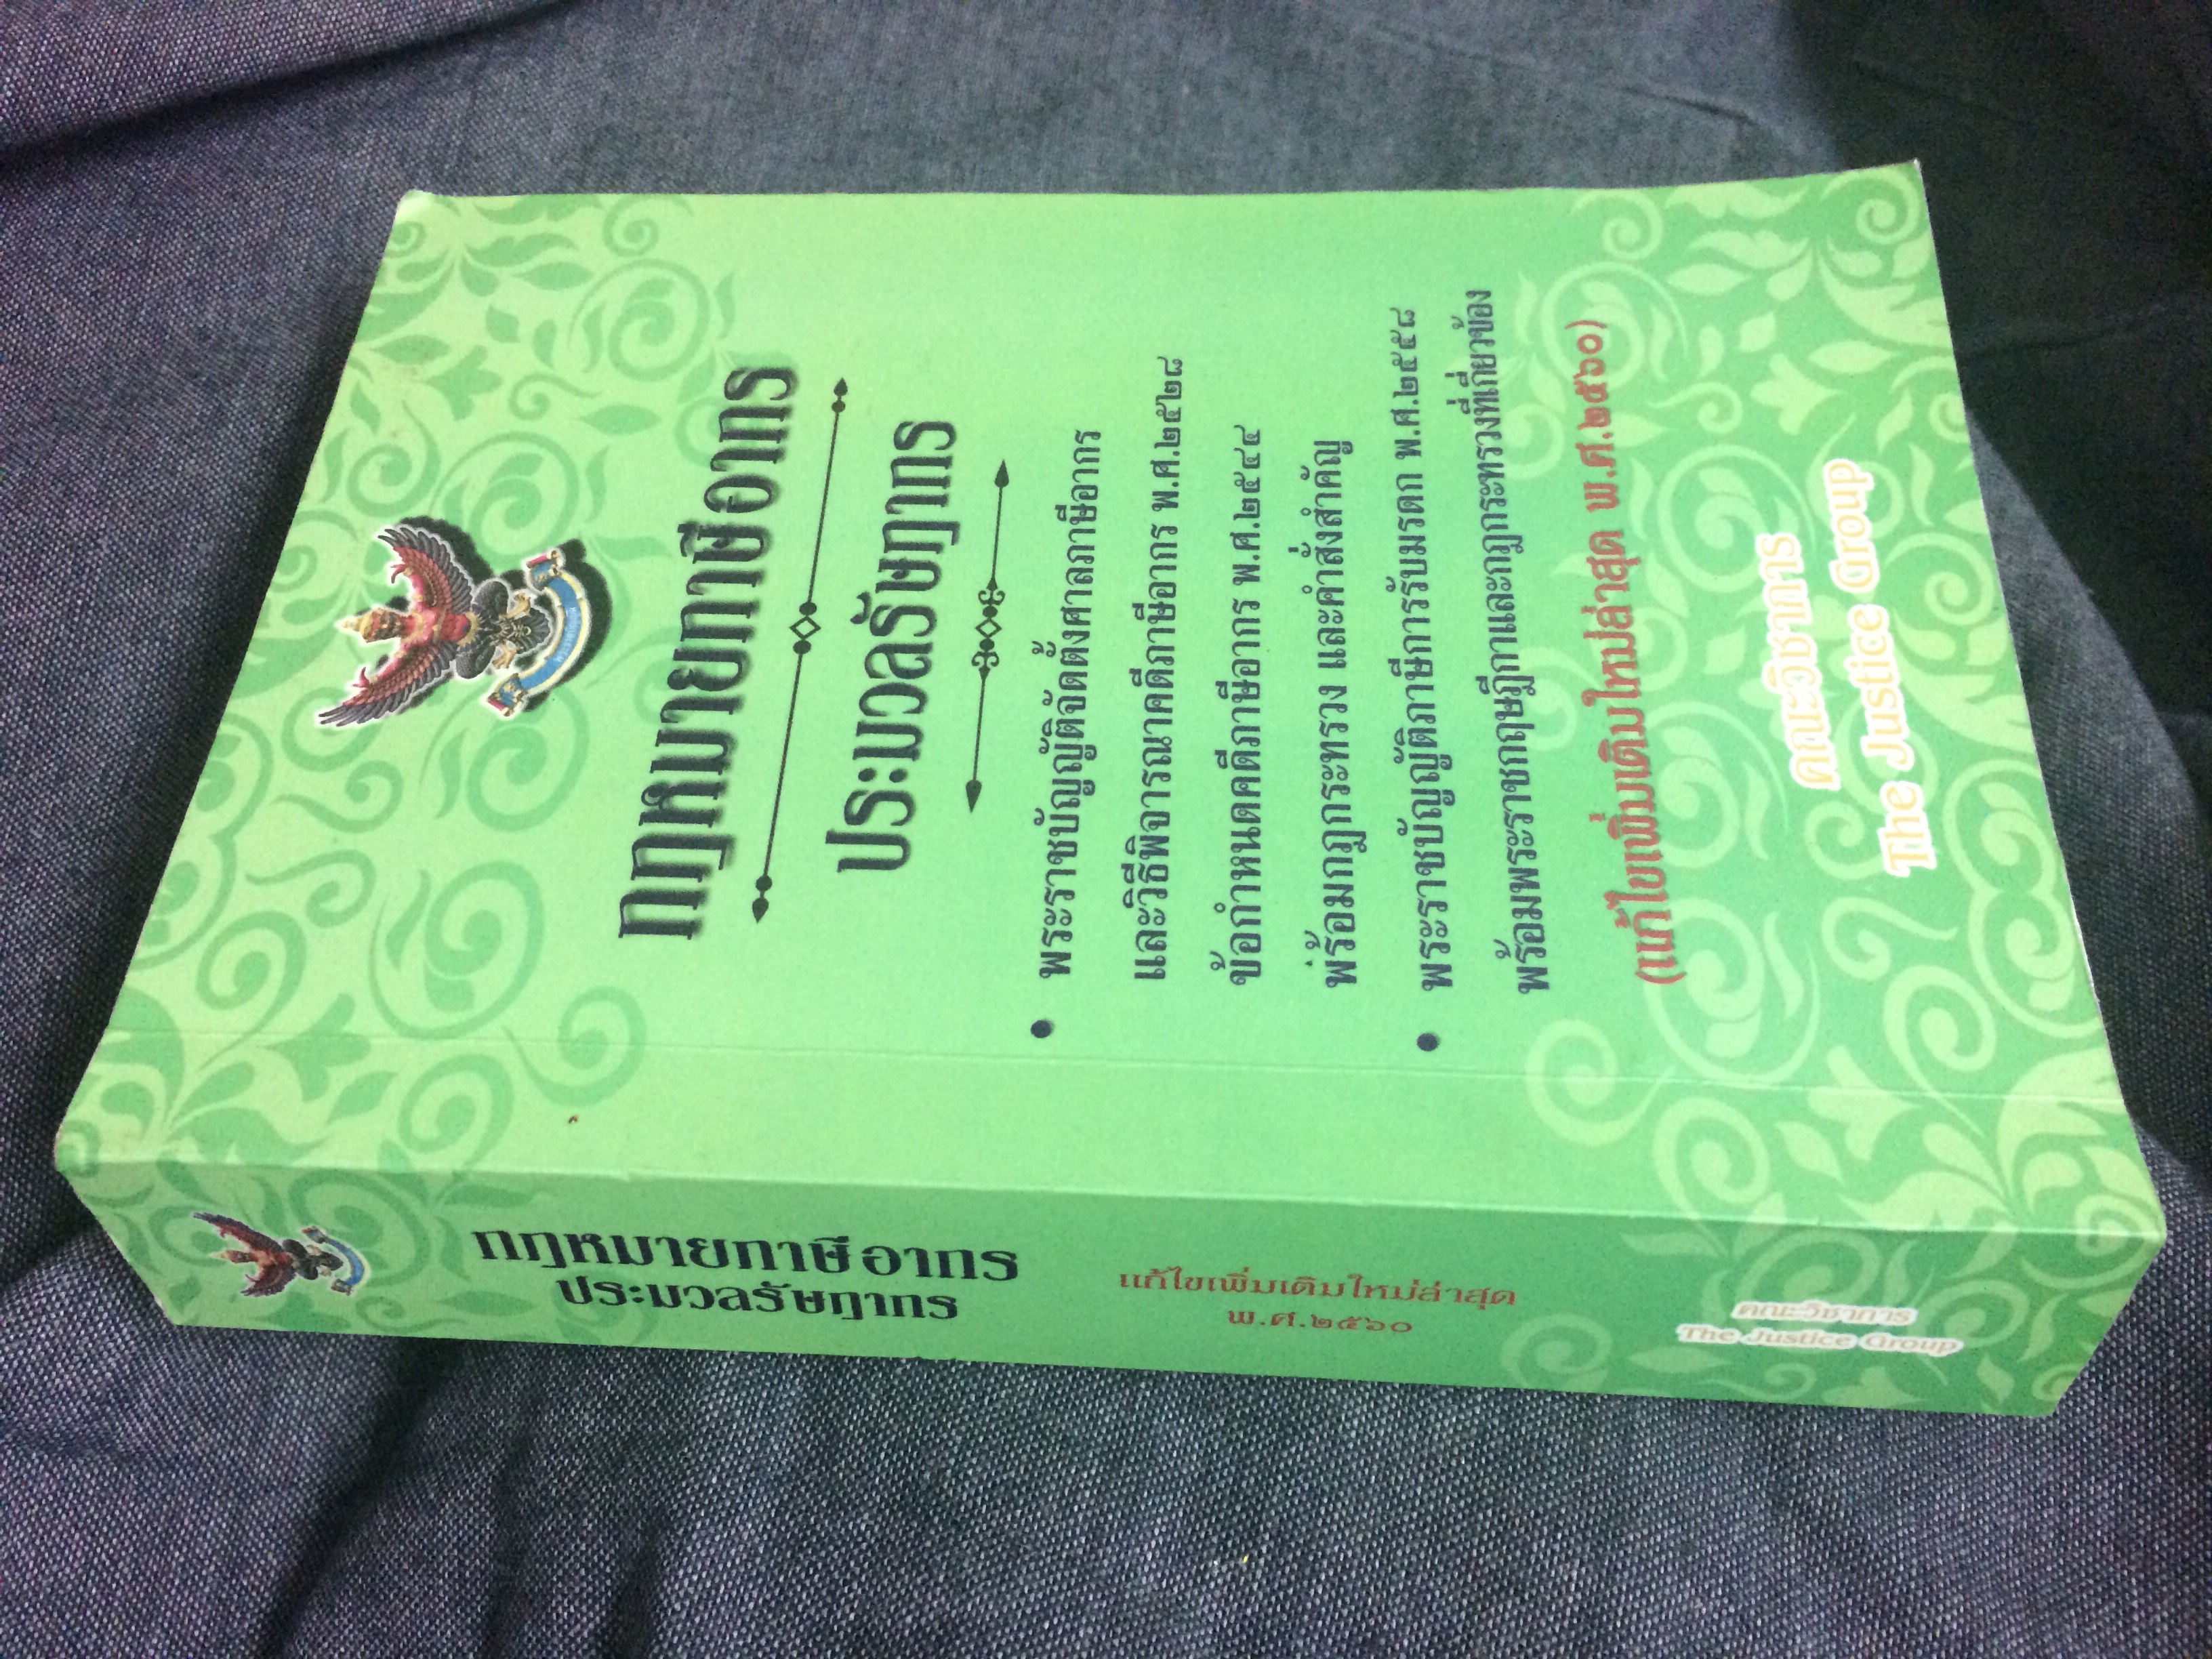 กฎหมายภาษีอากร
ประมวลรัษฎากร
• พระราชบัญญัติจัดตั้งศาลภาษีอากร
และวิธีพิจารณาคดีภาษีอากร พ.ศ.๒๕๒๘
ข้อกำหนดคดีภาษีอากร พ.ศ.๒๕๔๔
พร้อมกฎกระทรวง และคำสั่งสำคัญ
• พระราชบัญญัติภาษีการรับมรดก พ.ศ.๒๕๕๘
พร้อมพระราชกฤษฎีกาและกฎกระทรวงที่เกี่ยวข้อง
(แก้ไขเพิ่มเติมใหม่ล่าสุด พ.ศ.๒๕๖๐)
คณะวิชาการ
The Justice Group
กฎหมายภาษีอากร
ประมวลรัษฎากร
แก้ไขเพิ่มเติมใหม่ล่าสุด
พ.ศ.๒๕๖๐
คณะวิชาการ
The Justice Group